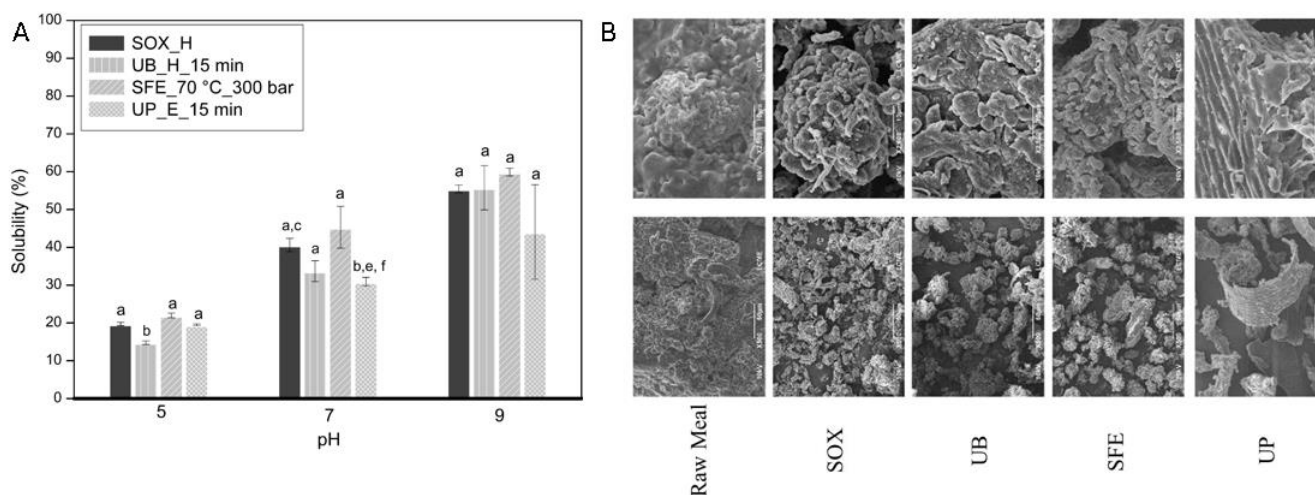 A
SOX_H
UB_H_15 min
SFE_70 °C_300 bar
UP_E_15 min
Solubility (%)
100
90
80
70
60
50
40
30
20
10
0
a
b
a
a
a,c
a
a
b,e, f
a
a
a
a
5
7
9
pH
B
Raw Meal
SOX
UB
SFE
UP